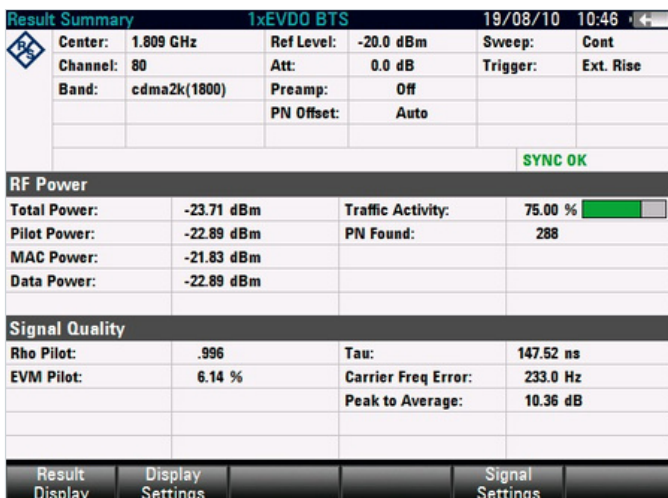 Result Summary 1xEVDO BTS 19/08/10 10:46
Center: 1.809 GHz Ref Level: -20.0 dBm Sweep: Cont
Channel: 80 Att: 0.0 dB Trigger: Ext. Rise
Band: cdma2k(1800) Preamp: Off
PN Offset: Auto
SYNC OK
RF Power
Total Power: -23.71 dBm Traffic Activity: 75.00 %
Pilot Power: -22.89 dBm PN Found: 288
MAC Power: -21.83 dBm
Data Power: -22.89 dBm
Signal Quality
Rho Pilot: .996 Tau: 147.52 ns
EVM Pilot: 6.14 % Carrier Freq Error: 233.0 Hz
Peak to Average: 10.36 dB
Result Display Signal
Display Settings Settings